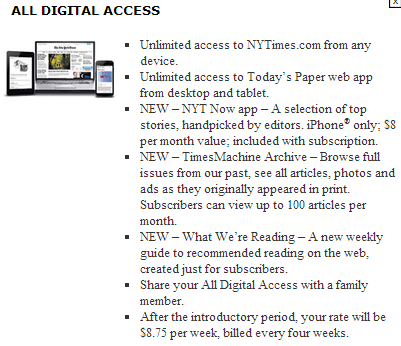 ALL DIGITAL ACCESS
Unlimited access to NYTimes.com from any
device.
Unlimited access to Today's Paper web app
from desktop and tablet.
NEW – NYT Now app – A selection of top
stories, handpicked by editors. iPhone® only; $8
per month value; included with subscription.
NEW – TimesMachine Archive – Browse full
issues from our past, see all articles, photos and
ads as they originally appeared in print.
Subscribers can view up to 100 articles per
month.
NEW – What We're Reading – A new weekly
guide to recommended reading on the web,
created just for subscribers.
Share your All Digital Access with a family
member.
After the introductory period, your rate will be
$8.75 per week, billed every four weeks.